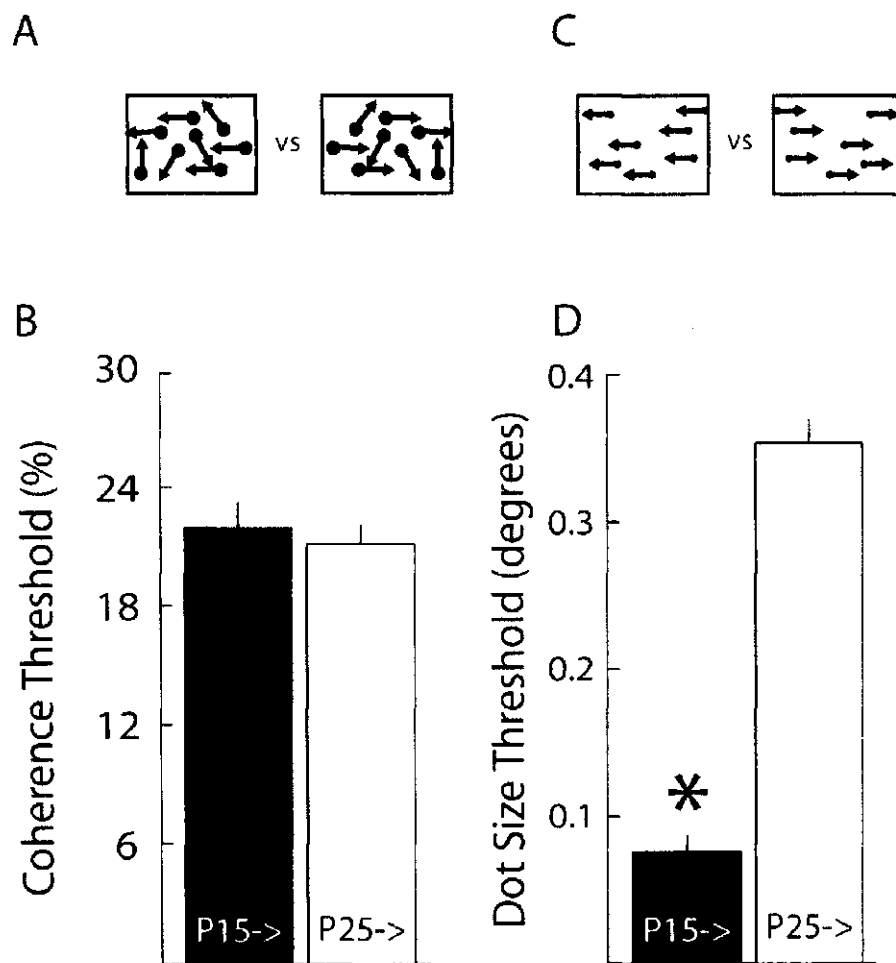 A
vs
C
vs
B
Coherence Threshold (%)
30
24
18
12
6
P15->
P25->
D
Dot Size Threshold (degrees)
0.4
0.3
0.2
0.1
*
P15->
P25->